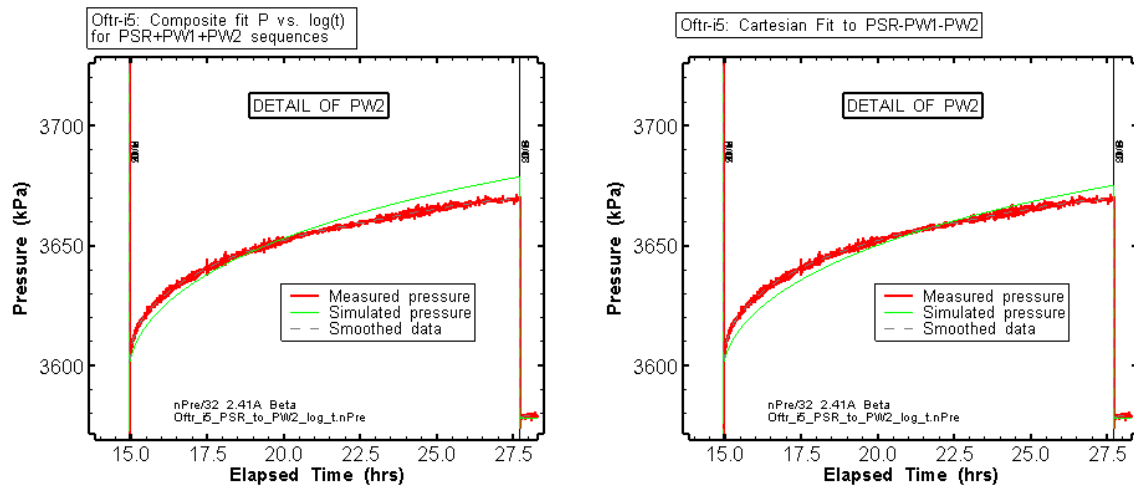 Oftr-i5: Composite fit P vs. log(t)
for PSR+PW1+PW2 sequences
DETAIL OF PW2
3700
3650
3600
Pressure (kPa)
Measured pressure
Simulated pressure
Smoothed data
nPre/32 2.41A Beta
Oftr_i5_PSR_to_PW2_log_t.nPre
15.0 17.5 20.0 22.5 25.0 27.5
Elapsed Time (hrs)
Oftr-i5: Cartesian Fit to PSR-PW1-PW2
DETAIL OF PW2
3700
3650
3600
Pressure (kPa)
Measured pressure
Simulated pressure
Smoothed data
nPre/32 2.41A Beta
Oftr_i5_PSR_to_PW2_log_t.nPre
15.0 17.5 20.0 22.5 25.0 27.5
Elapsed Time (hrs)